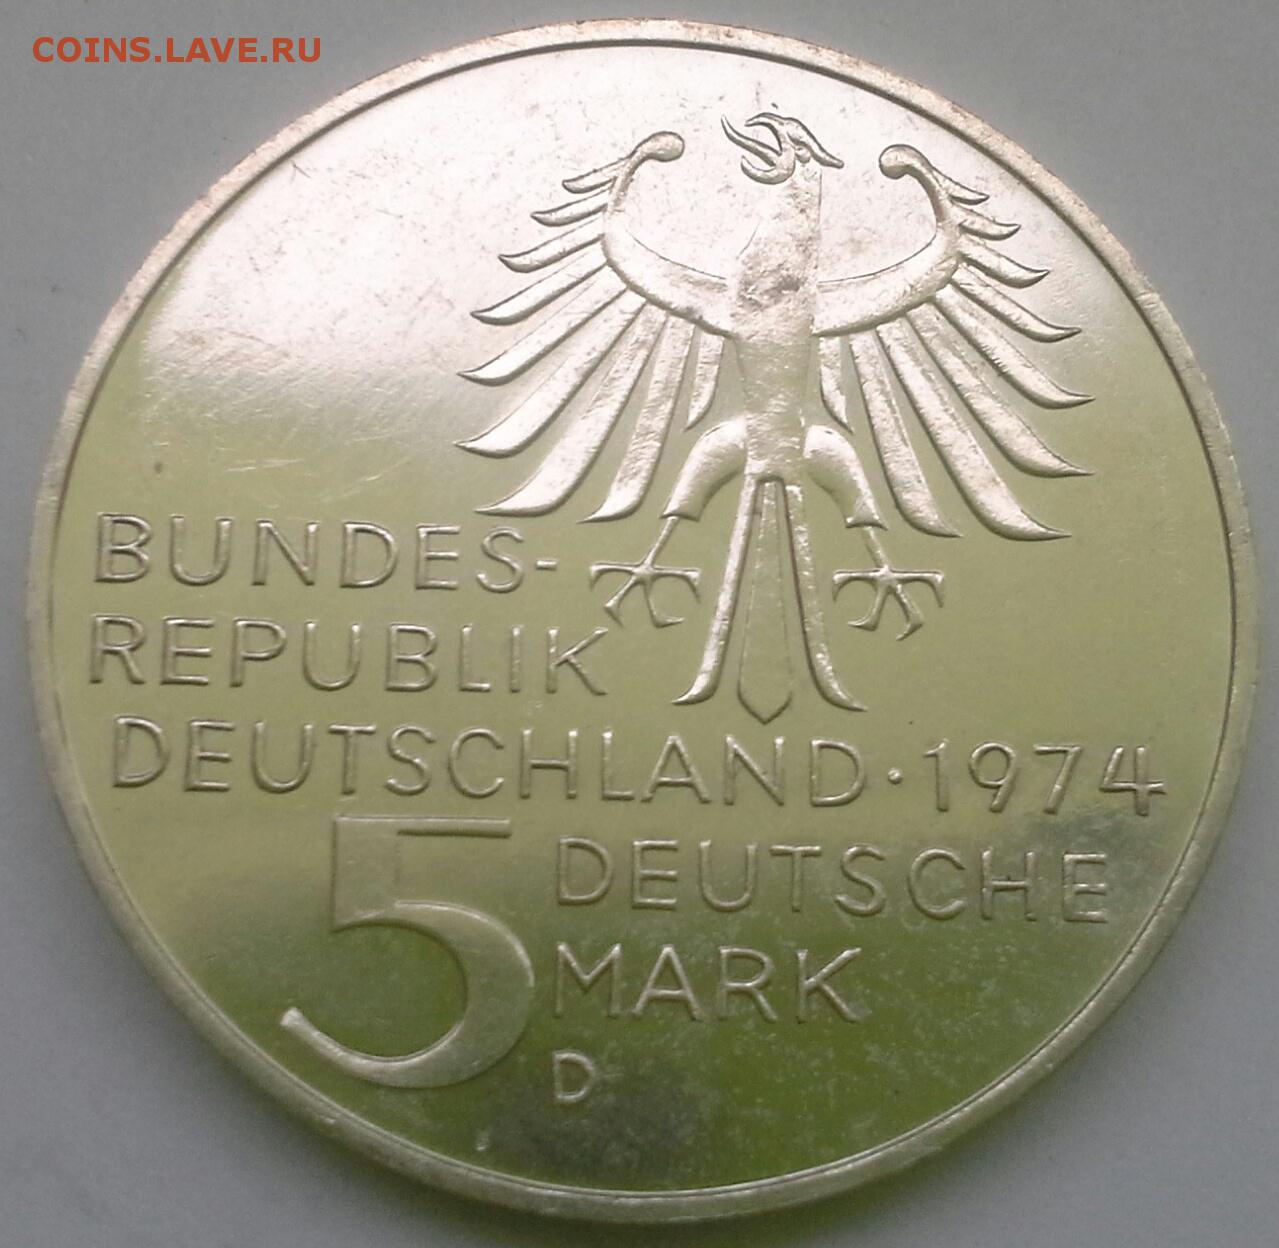 COINS.LAVE.RU
BUNDES-
REPUBLIK
DEUTSCHLAND · 1974
5 DEUTSCHE
MARK
D